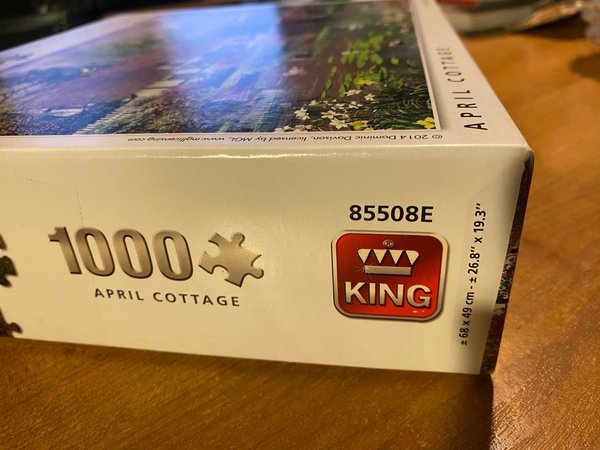 © 2014 Dominic Davison, licensed by MGL, www.mgllicensing.com
APRIL COTTAGE
85508E
1000
APRIL COTTAGE
KING
± 68 x 49 cm - ± 26.8" x 19.3"